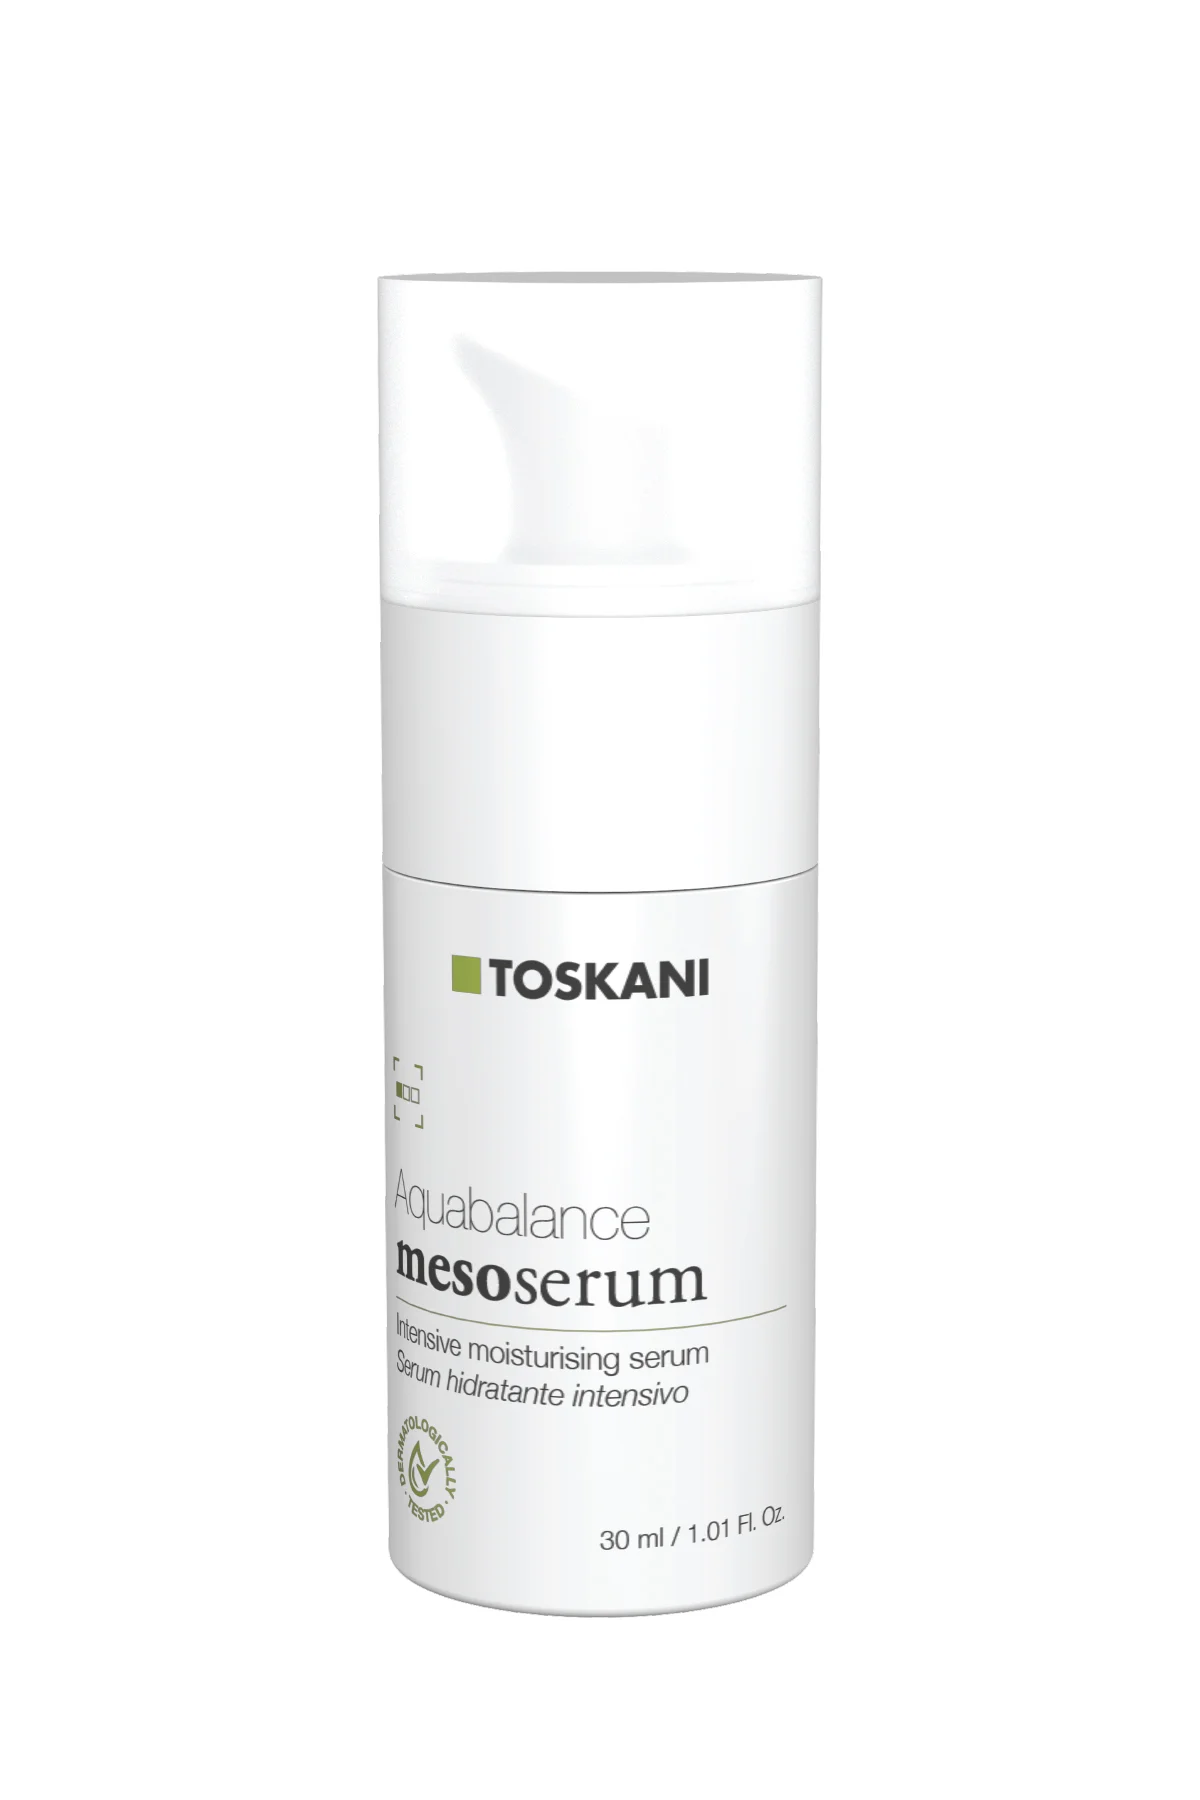 TOSKANI
Aquabalance
mesoserum
Intensive moisturising serum
Serum hidratante intensivo
DERMATOLOGICALLY
· TESTED ·
30 ml / 1.01 Fl. Oz.